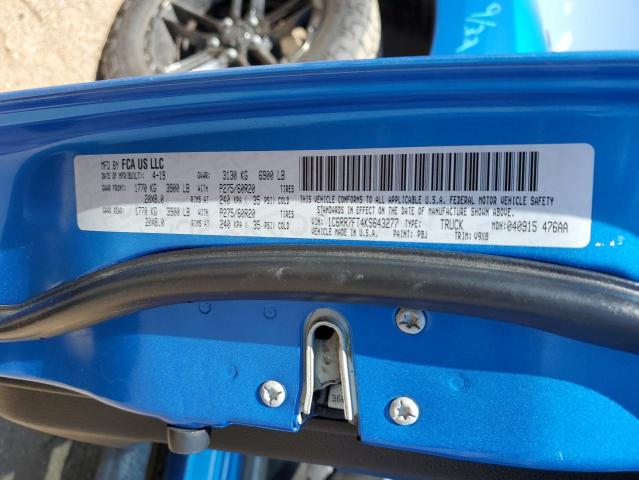 MFD BY FCA US LLC
DATE OF MFR(BUILT): 4-19 GVWR: 3130 KG 6900 LB
GAWR FRONT: 1770 KG 3900 LB WITH P275/60R20 TIRES
20X8.0 RIMS AT 240 KPA( 35 PSI) COLD
GAWR REAR: 1770 KG 3900 LB WITH P275/60R20 TIRES
20X8.0 RIMS AT 240 KPA( 35 PSI) COLD
THIS VEHICLE CONFORMS TO ALL APPLICABLE U.S.A. FEDERAL MOTOR VEHICLE SAFETY
STANDARDS IN EFFECT ON THE DATE OF MANUFACTURE SHOWN ABOVE.
VIN: 1C6RR7FT4KS643277 TYPE: TRUCK MDH:040915 476AA
VEHICLE MADE IN U.S.A. PAINT: PBJ TRIM: V9X8